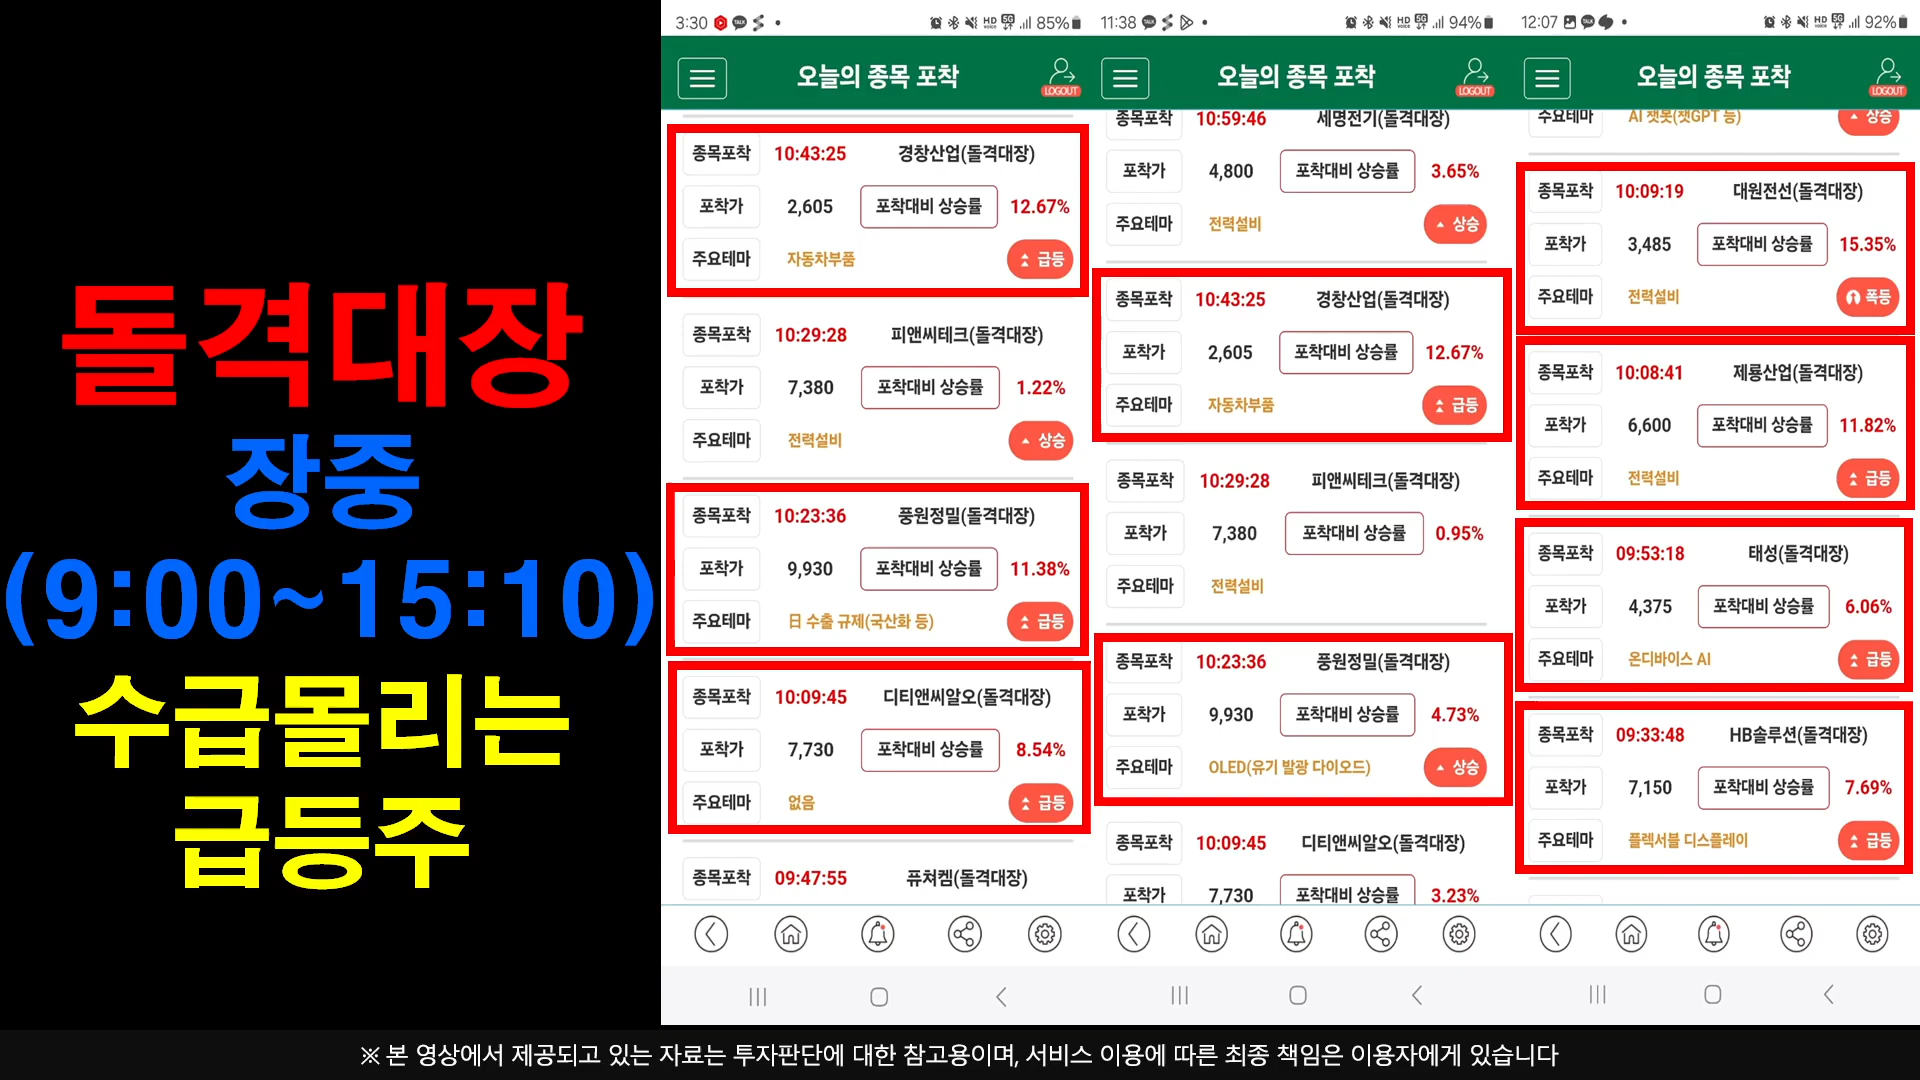 돌격대장
장중
(9:00~15:10)
수급몰리는
급등주
3:30
85%
오늘의 종목 포착
LOGOUT
종목포착 10:43:25 경창산업(돌격대장)
포착가 2,605 포착대비 상승률 12.67%
주요테마 자동차부품 급등
종목포착 10:29:28 피앤씨테크(돌격대장)
포착가 7,380 포착대비 상승률 1.22%
주요테마 전력설비 상승
종목포착 10:23:36 풍원정밀(돌격대장)
포착가 9,930 포착대비 상승률 11.38%
주요테마 日 수출 규제(국산화 등) 급등
종목포착 10:09:45 디티앤씨알오(돌격대장)
포착가 7,730 포착대비 상승률 8.54%
주요테마 없음 급등
종목포착 09:47:55 퓨쳐켐(돌격대장)
11:38
94%
오늘의 종목 포착
LOGOUT
종목포착 10:59:46 세명전기(돌격대장)
포착가 4,800 포착대비 상승률 3.65%
주요테마 전력설비 상승
종목포착 10:43:25 경창산업(돌격대장)
포착가 2,605 포착대비 상승률 12.67%
주요테마 자동차부품 급등
종목포착 10:29:28 피앤씨테크(돌격대장)
포착가 7,380 포착대비 상승률 0.95%
주요테마 전력설비
종목포착 10:23:36 풍원정밀(돌격대장)
포착가 9,930 포착대비 상승률 4.73%
주요테마 OLED(유기 발광 다이오드) 상승
종목포착 10:09:45 디티앤씨알오(돌격대장)
포착가 7,730 포착대비 상승률 3.23%
12:07
92%
오늘의 종목 포착
LOGOUT
주요테마 AI 챗봇(챗GPT 등) 상승
종목포착 10:09:19 대원전선(돌격대장)
포착가 3,485 포착대비 상승률 15.35%
주요테마 전력설비 폭등
종목포착 10:08:41 제룡산업(돌격대장)
포착가 6,600 포착대비 상승률 11.82%
주요테마 전력설비 급등
종목포착 09:53:18 태성(돌격대장)
포착가 4,375 포착대비 상승률 6.06%
주요테마 온디바이스 AI 급등
종목포착 09:33:48 HB솔루션(돌격대장)
포착가 7,150 포착대비 상승률 7.69%
주요테마 플렉서블 디스플레이 급등
※ 본 영상에서 제공되고 있는 자료는 투자판단에 대한 참고용이며, 서비스 이용에 따른 최종 책임은 이용자에게 있습니다